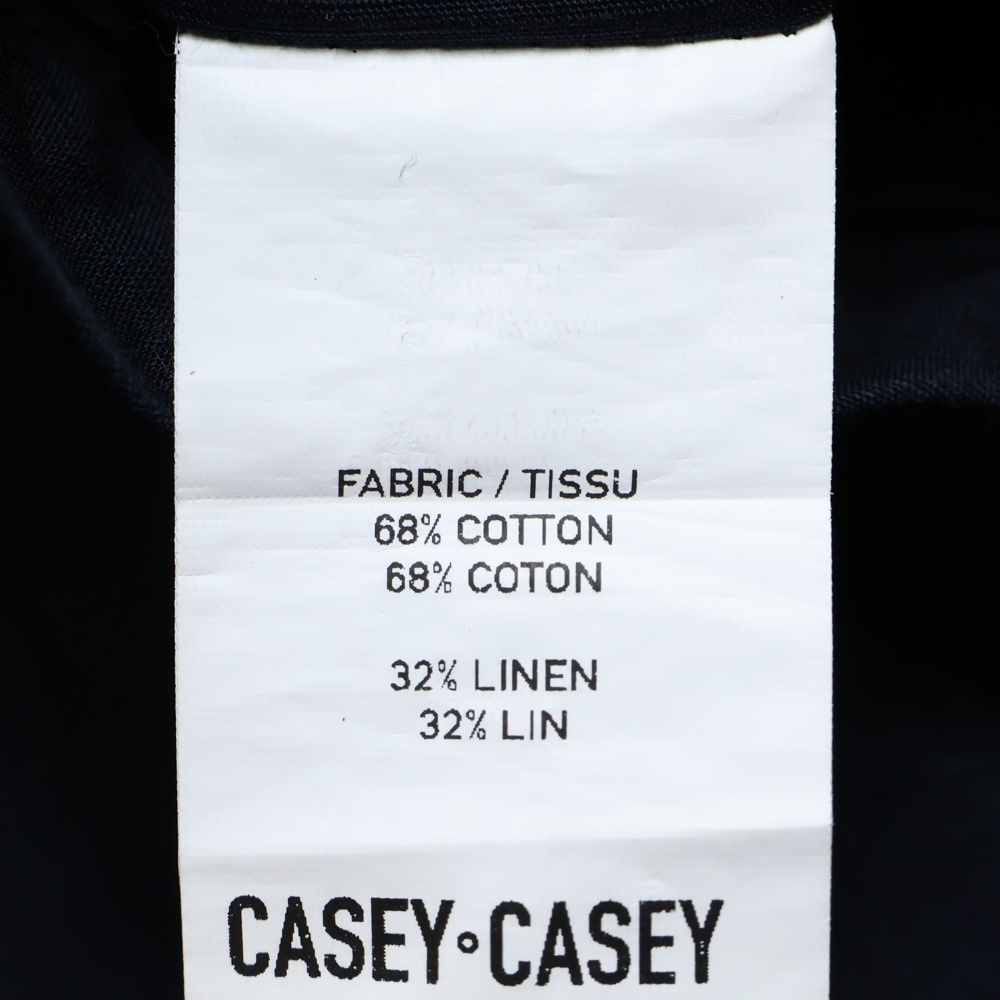 FABRIC / TISSU
68% COTTON
68% COTON
32% LINEN
32% LIN
CASEY∘CASEY